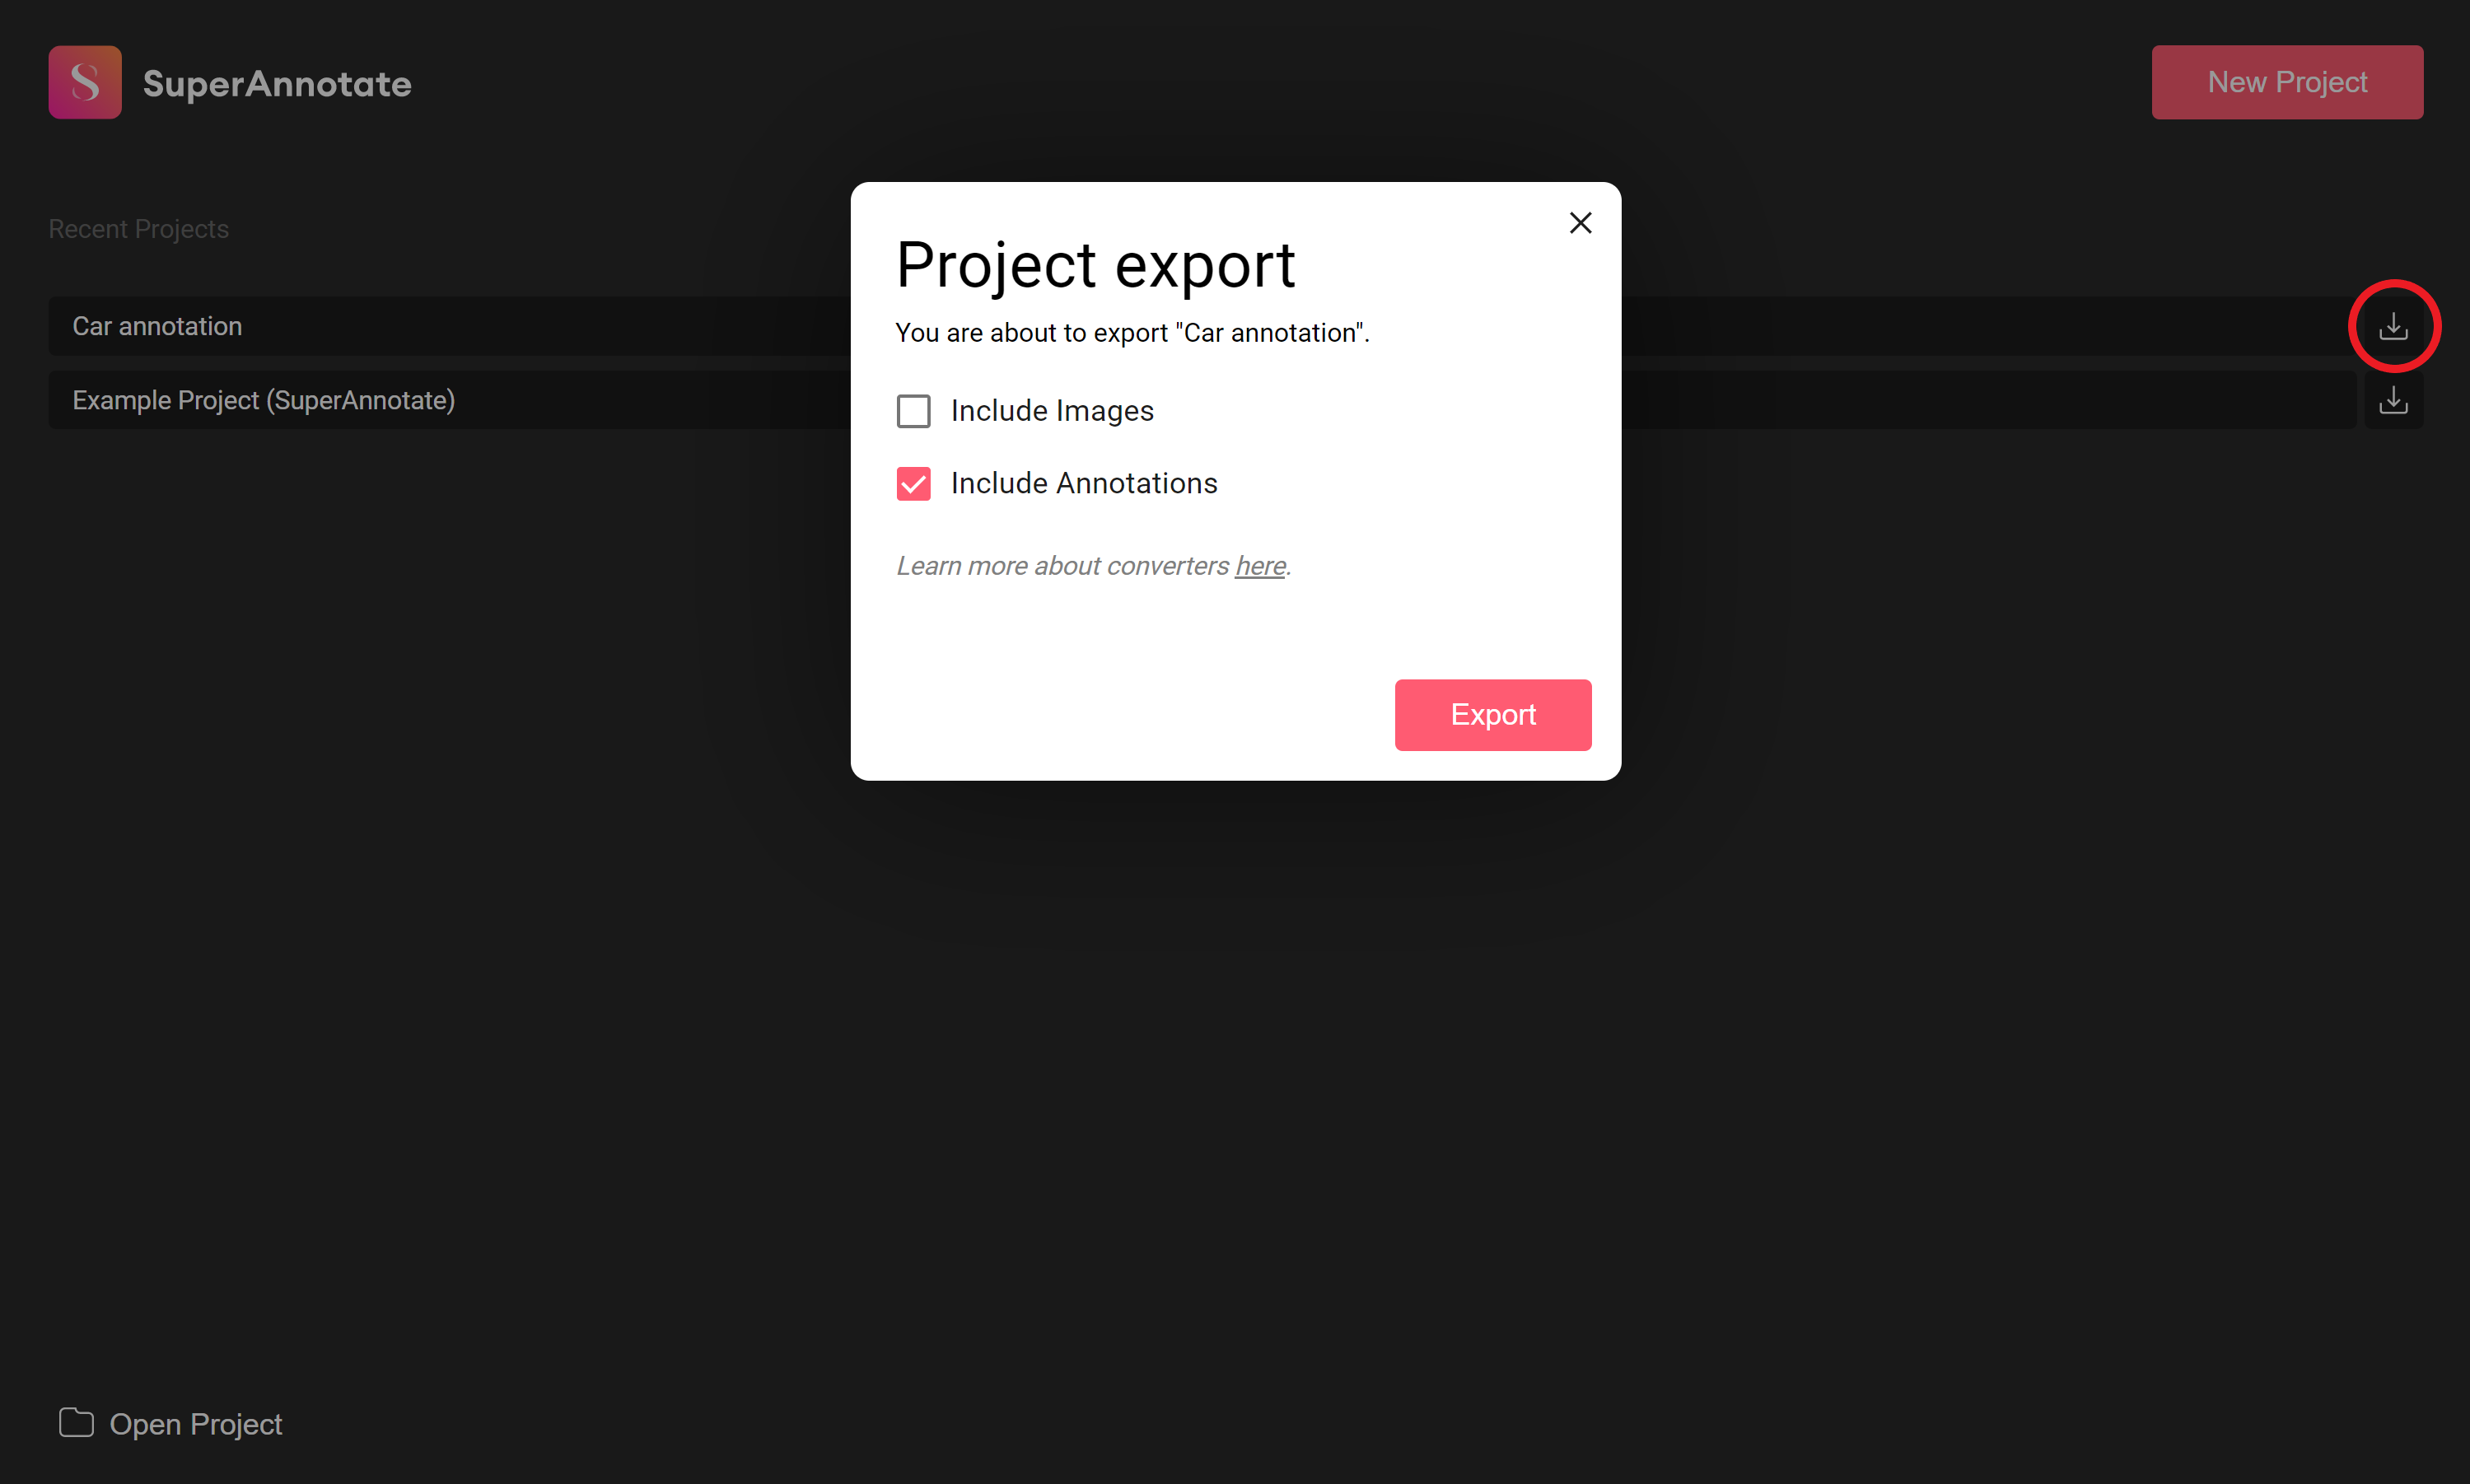 SuperAnnotate
New Project
Recent Projects
Car annotation
Example Project (SuperAnnotate)
Project export
You are about to export "Car annotation".
Include Images
Include Annotations
Learn more about converters here.
Export
Open Project